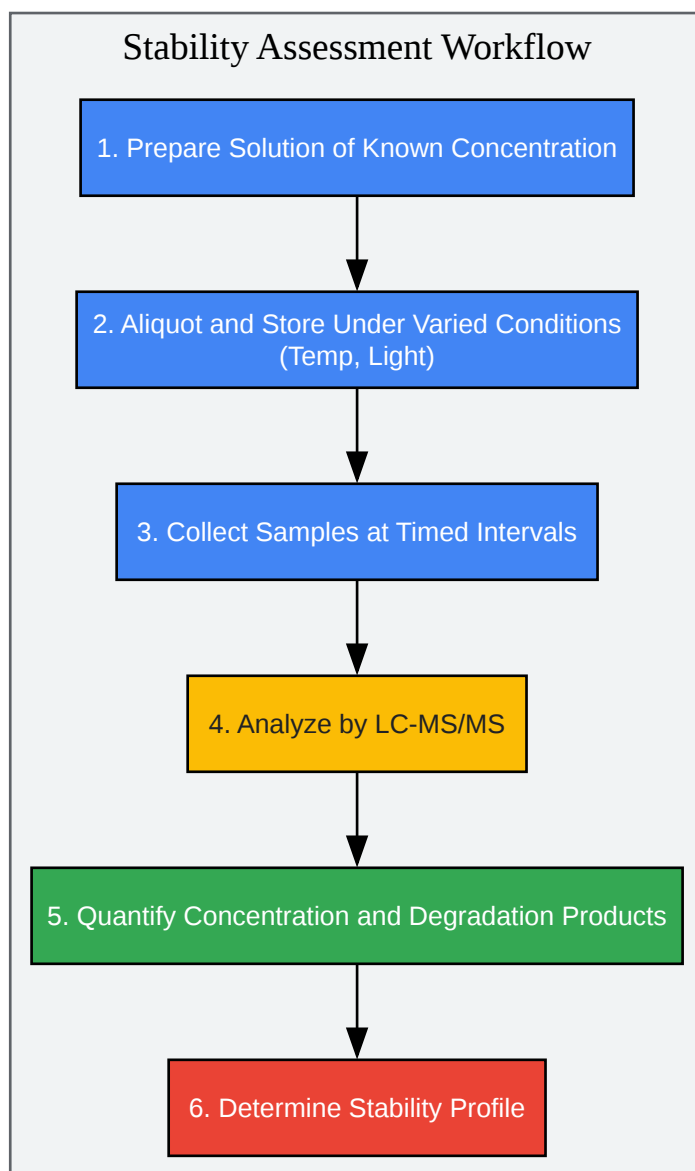 Stability Assessment Workflow
1. Prepare Solution of Known Concentration
2. Aliquot and Store Under Varied Conditions
(Temp, Light)
3. Collect Samples at Timed Intervals
4. Analyze by LC-MS/MS
5. Quantify Concentration and Degradation Products
6. Determine Stability Profile